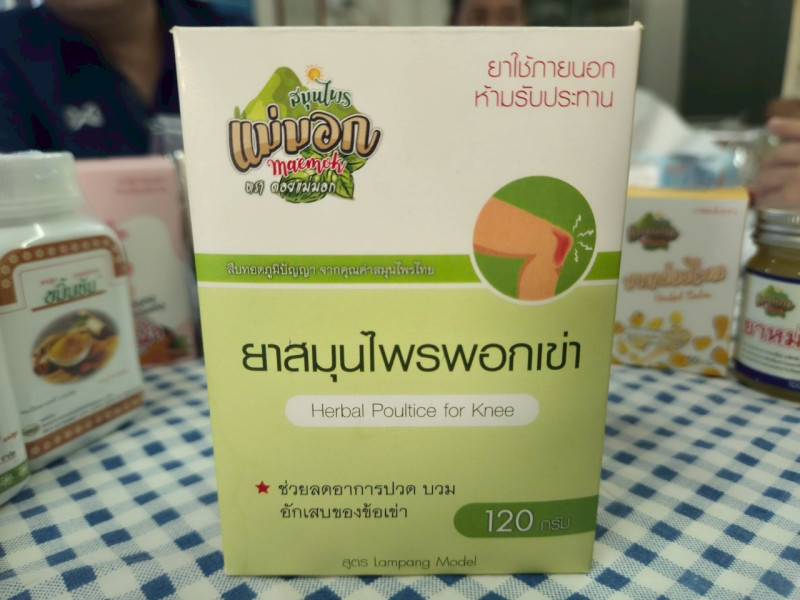 ยาใช้ภายนอก
ห้ามรับประทาน
สมุนไพร
แม่มอก
Maemok
ตรา ดอยแม่มอก
สืบทอดภูมิปัญญา จากคุณค่าสมุนไพรไทย
ยาสมุนไพรพอกเข่า
Herbal Poultice for Knee
★ ช่วยลดอาการปวด บวม
อักเสบของข้อเข่า
120 กรัม
สูตร Lampang Model
ขมิ้นชัน